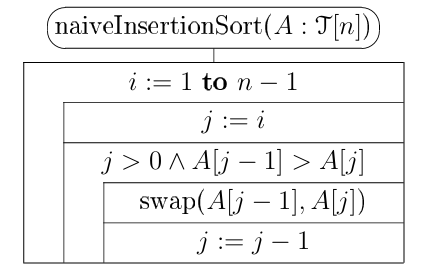 naiveInsertionSort(A : 𝒯[n])
i := 1 to n − 1
j := i
j > 0 ∧ A[j − 1] > A[j]
swap(A[j − 1], A[j])
j := j − 1